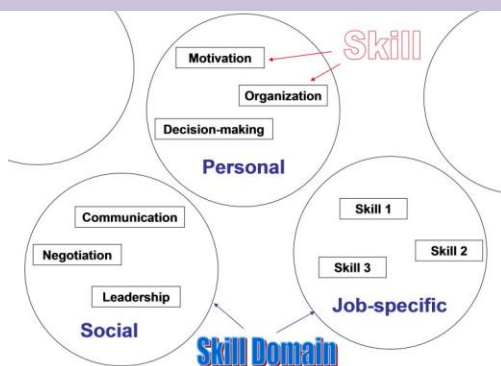 Skill
Motivation
Organization
Decision-making
Personal
Communication
Negotiation
Leadership
Social
Skill 1
Skill 2
Skill 3
Job-specific
Skill Domain